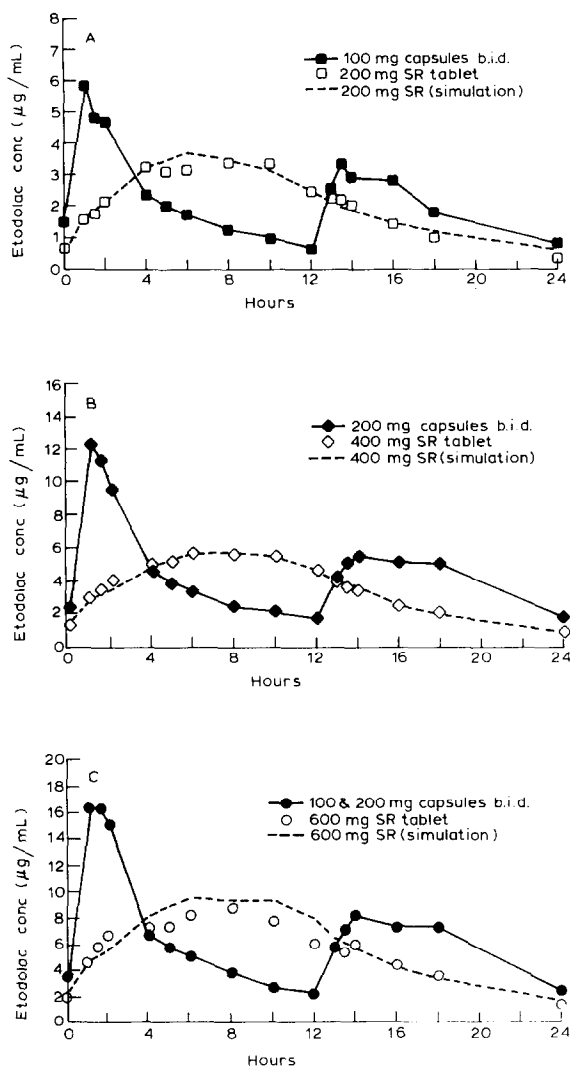 A
Etodolac conc (μg/mL)
8
7
6
5
4
3
2
1
0
100 mg capsules b.i.d.
200 mg SR tablet
200 mg SR (simulation)
0 4 8 12 16 20 24
Hours
B
Etodolac conc (μg/mL)
16
14
12
10
8
6
4
2
0
200 mg capsules b.i.d.
400 mg SR tablet
400 mg SR (simulation)
0 4 8 12 16 20 24
Hours
C
Etodolac conc (μg/mL)
20
18
16
14
12
10
8
6
4
2
0
100 & 200 mg capsules b.i.d.
600 mg SR tablet
600 mg SR (simulation)
0 4 8 12 16 20 24
Hours